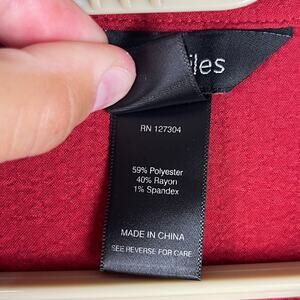 iles
RN 127304
59% Polyester
40% Rayon
1% Spandex
MADE IN CHINA
SEE REVERSE FOR CARE